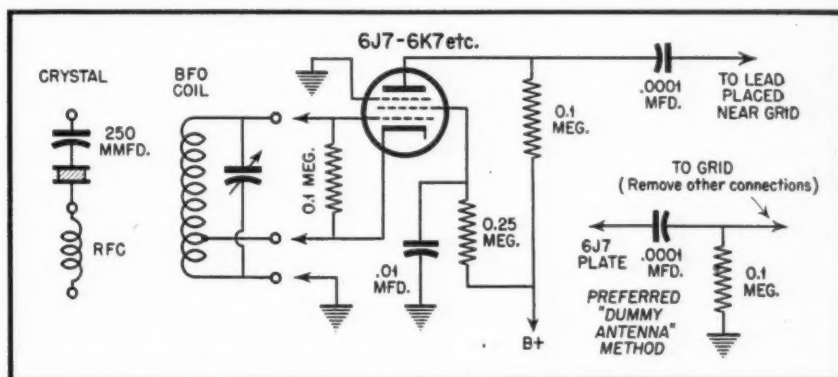 6J7-6K7etc.
CRYSTAL
250
MMFD.
RFC
BFO
COIL
0.1 MEG.
.01
MFD.
0.25
MEG.
0.1
MEG.
B+
.0001
MFD.
TO LEAD
PLACED
NEAR GRID
TO GRID
(Remove other connections)
6J7
PLATE
.0001
MFD.
0.1
MEG.
PREFERRED
"DUMMY
ANTENNA"
METHOD